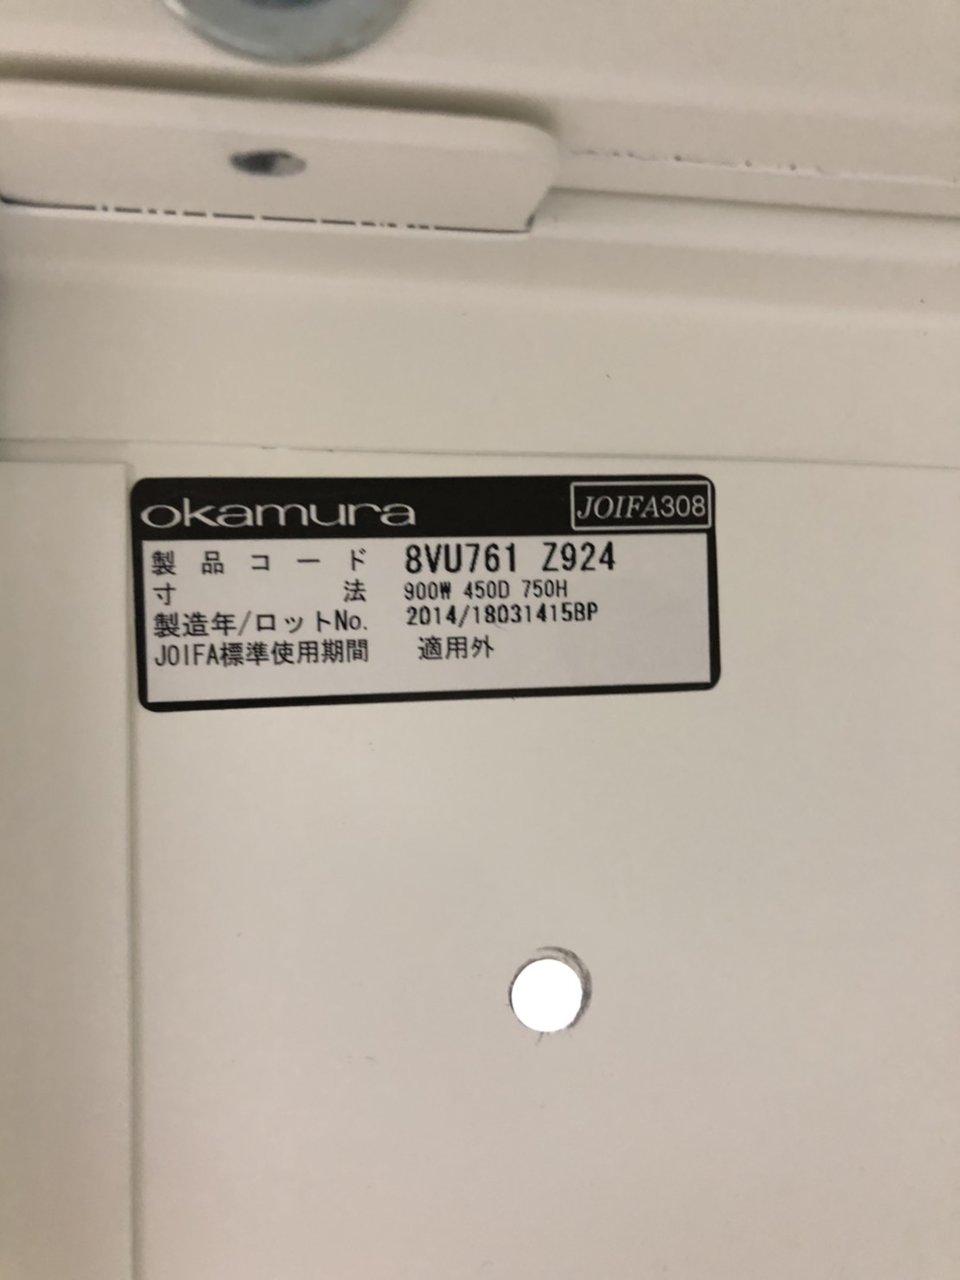 okamura JOIFA308
製品コード 8VU761 Z924
寸法 900W 450D 750H
製造年/ロットNo. 2014/18031415BP
JOIFA標準使用期間 適用外